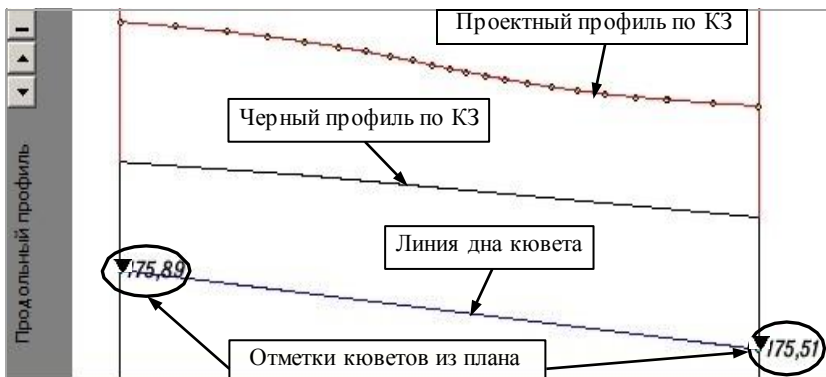 Проектный профиль по КЗ
Черный профиль по КЗ
Продольный профиль
Линия дна кювета
175,89
Отметки кюветов из плана
175,51